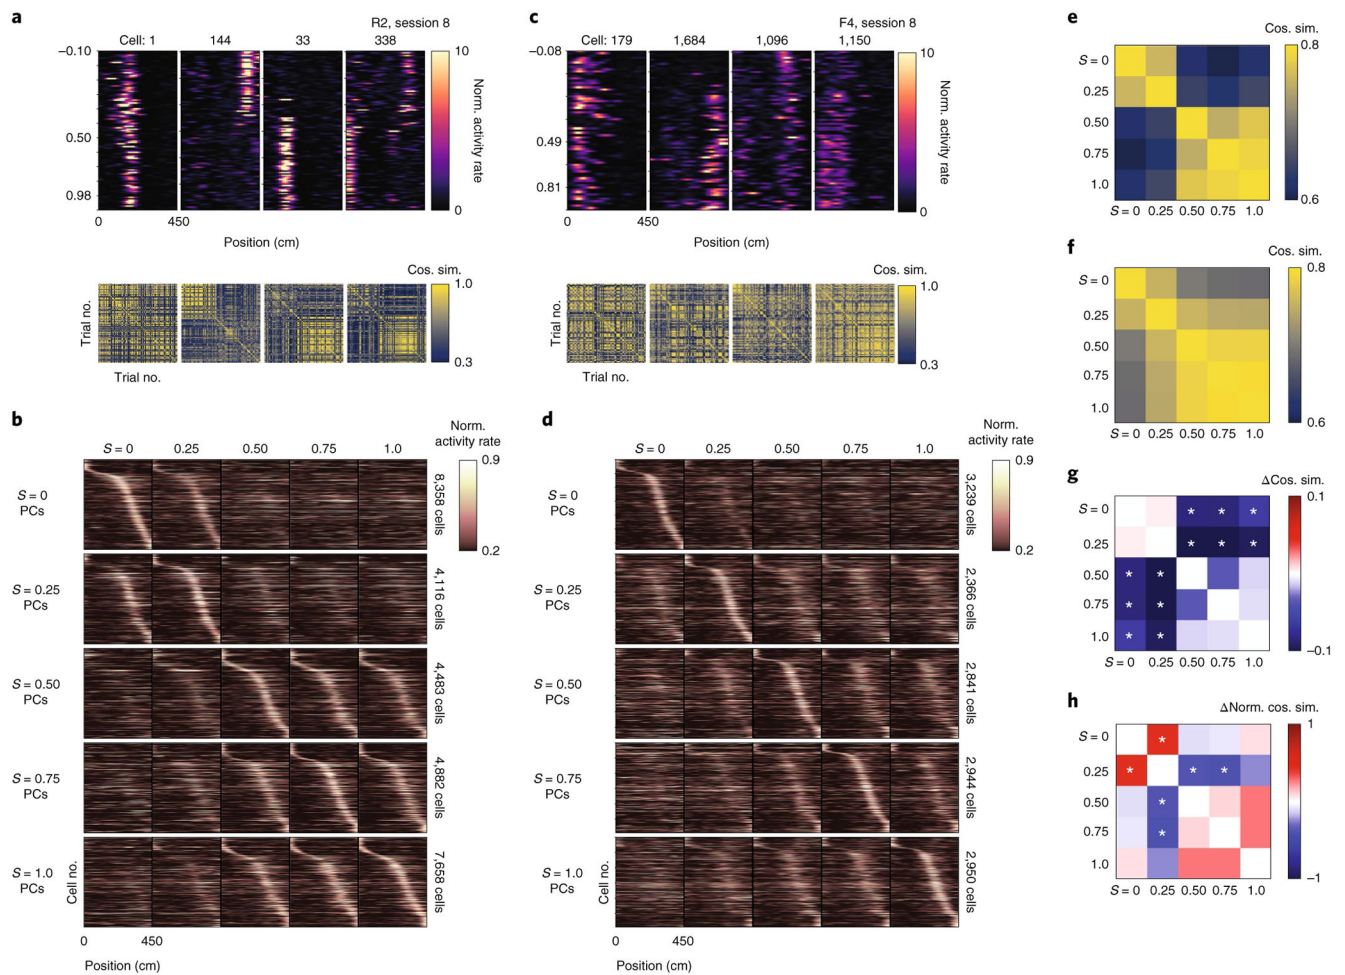 a
R2, session 8
Cell: 1 144 33 338
–0.10
0.50
0.98
10
0
Norm. activity rate
0 450
Position (cm)
Cos. sim.
1.0
0.3
Trial no.
Trial no.
c
F4, session 8
Cell: 179 1,684 1,096 1,150
–0.08
0.49
0.81
10
0
Norm. activity rate
0 450
Position (cm)
Cos. sim.
1.0
0.3
Trial no.
Trial no.
b
Norm.
activity rate
S = 0 0.25 0.50 0.75 1.0
0.9
0.2
S = 0
PCs
8,358 cells
S = 0.25
PCs
4,116 cells
S = 0.50
PCs
4,483 cells
S = 0.75
PCs
4,882 cells
S = 1.0
PCs
7,658 cells
Cell no.
0 450
Position (cm)
d
Norm.
activity rate
S = 0 0.25 0.50 0.75 1.0
0.9
0.2
S = 0
PCs
3,239 cells
S = 0.25
PCs
2,366 cells
S = 0.50
PCs
2,841 cells
S = 0.75
PCs
2,944 cells
S = 1.0
PCs
2,950 cells
Cell no.
0 450
Position (cm)
e
Cos. sim.
S = 0
0.25
0.50
0.75
1.0
S = 0 0.25 0.50 0.75 1.0
0.8
0.6
f
Cos. sim.
S = 0
0.25
0.50
0.75
1.0
S = 0 0.25 0.50 0.75 1.0
0.8
0.6
g
ΔCos. sim.
S = 0 * * *
0.25 * * *
0.50 * *
0.75 * *
1.0 * *
S = 0 0.25 0.50 0.75 1.0
0.1
–0.1
h
ΔNorm. cos. sim.
S = 0 *
0.25 * * *
0.50 *
0.75 *
1.0
S = 0 0.25 0.50 0.75 1.0
1
–1